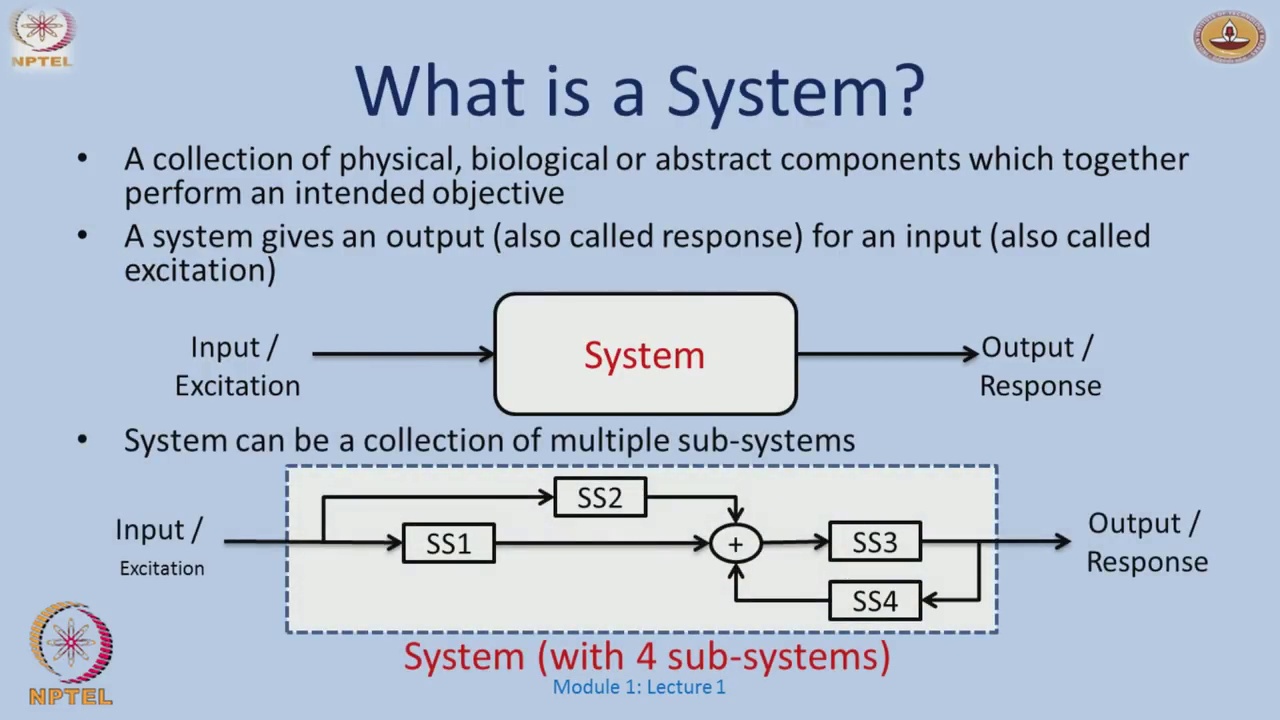 NPTEL
What is a System?
• A collection of physical, biological or abstract components which together
perform an intended objective
• A system gives an output (also called response) for an input (also called
excitation)
Input /
Excitation
System
Output /
Response
• System can be a collection of multiple sub-systems
Input /
Excitation
SS2
SS1
+
SS3
SS4
Output /
Response
System (with 4 sub-systems)
Module 1: Lecture 1
NPTEL